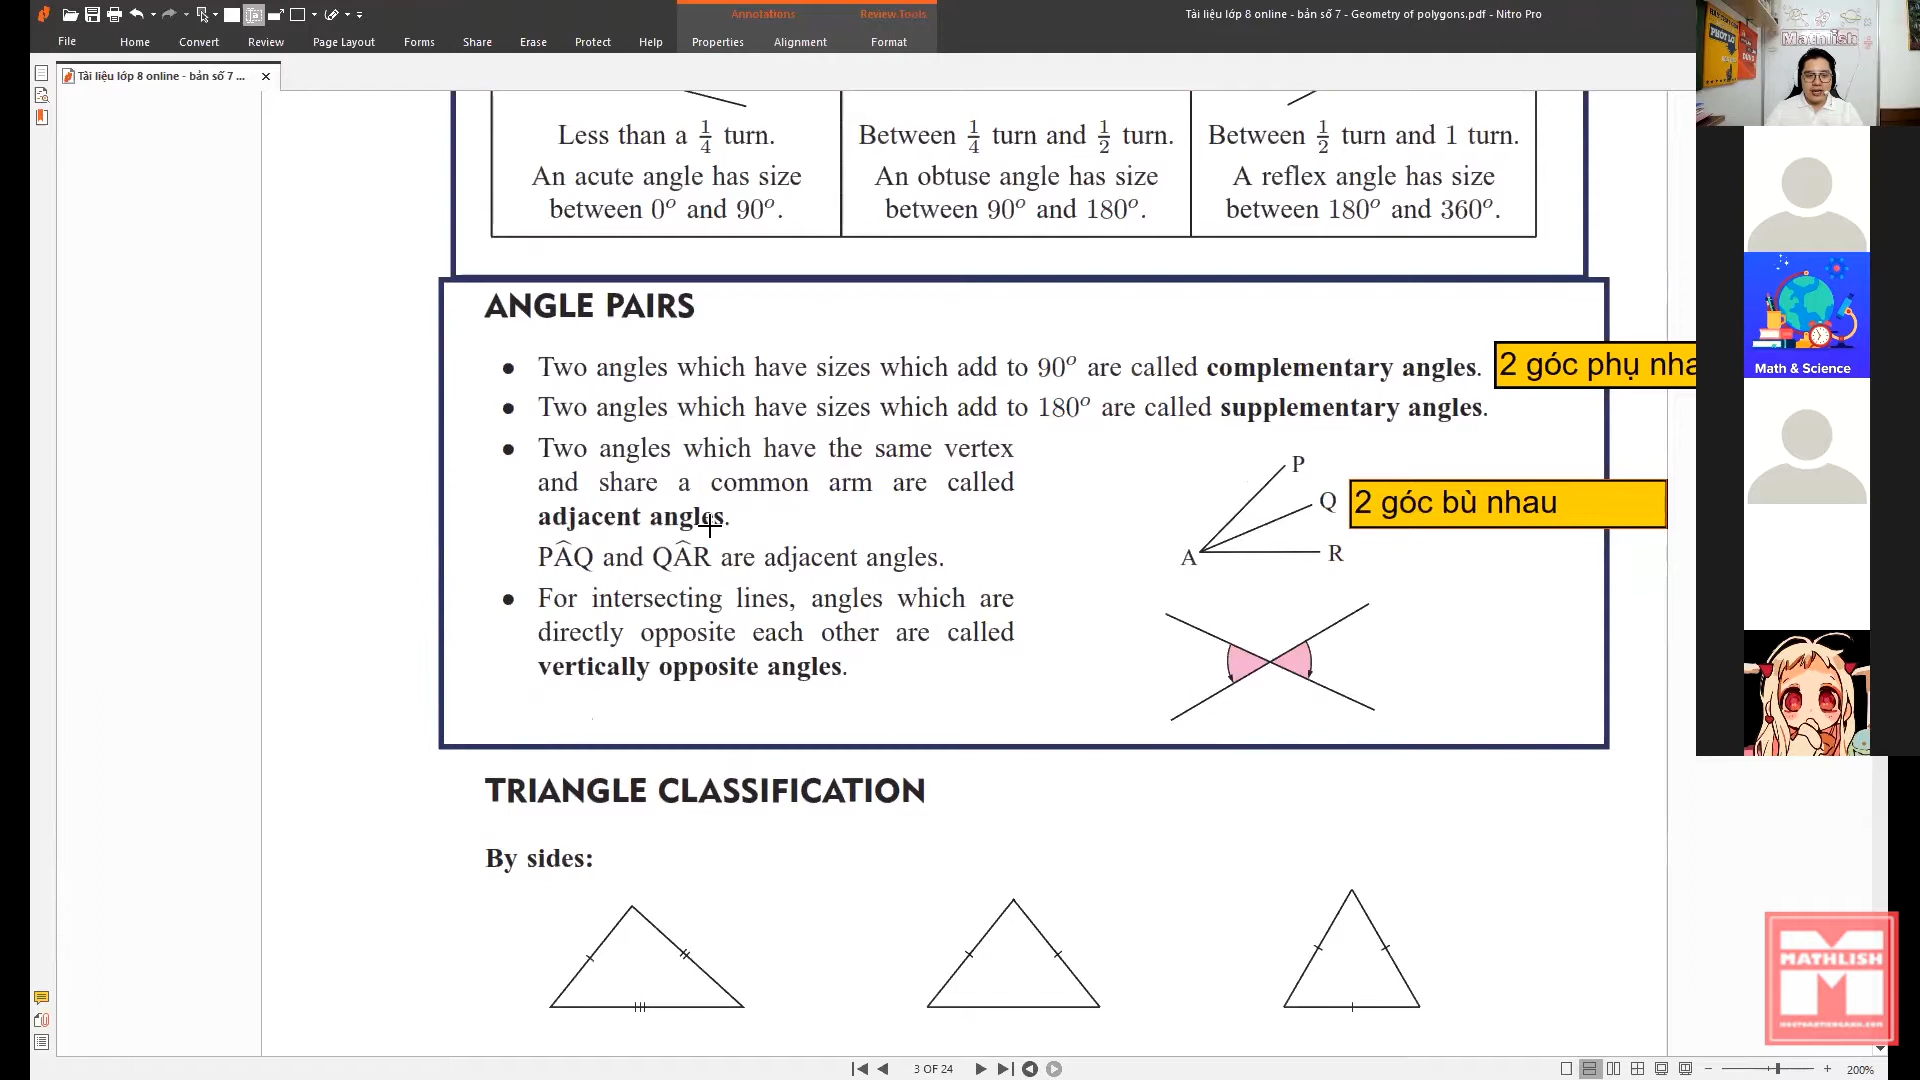 Annotations
Review Tools
Tài liệu lớp 8 online - bản số 7 - Geometry of polygons.pdf - Nitro Pro
File
Home
Convert
Review
Page Layout
Forms
Share
Erase
Protect
Help
Properties
Alignment
Format
Tài liệu lớp 8 online - bản số 7 ...
Less than a 1/4 turn.
An acute angle has size
between 0° and 90°.
Between 1/4 turn and 1/2 turn.
An obtuse angle has size
between 90° and 180°.
Between 1/2 turn and 1 turn.
A reflex angle has size
between 180° and 360°.
ANGLE PAIRS
• Two angles which have sizes which add to 90° are called complementary angles.
2 góc phụ nha
• Two angles which have sizes which add to 180° are called supplementary angles.
• Two angles which have the same vertex
and share a common arm are called
adjacent angles.
PÂQ and QÂR are adjacent angles.
P
Q
A
R
2 góc bù nhau
• For intersecting lines, angles which are
directly opposite each other are called
vertically opposite angles.
TRIANGLE CLASSIFICATION
By sides:
Math & Science
Mathlish
MATHLISH
3 OF 24
200%